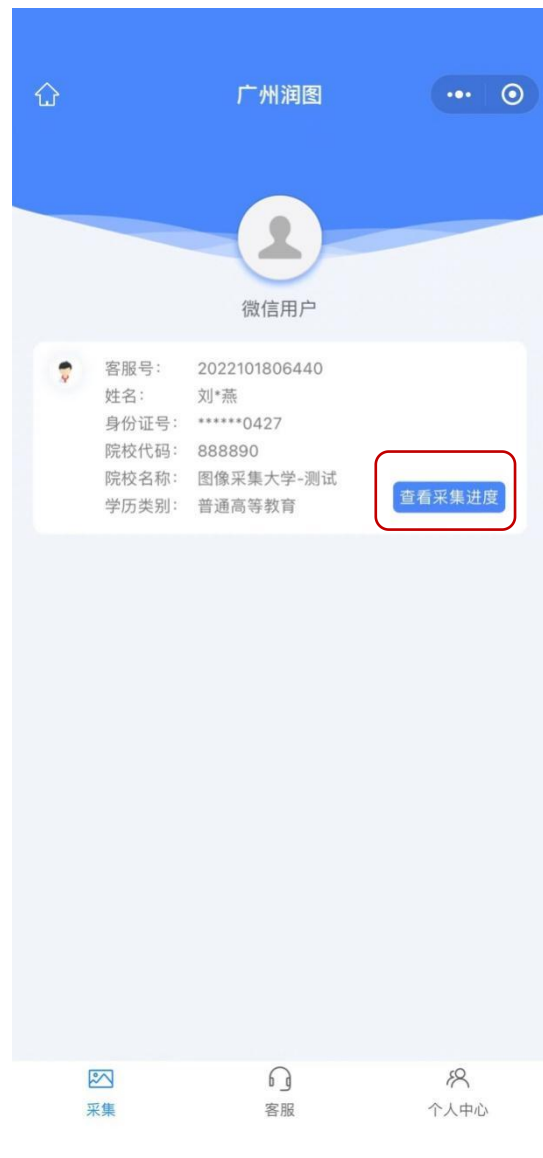 广州润图
微信用户
客服号： 2022101806440
姓名： 刘*燕
身份证号： ******0427
院校代码： 888890
院校名称： 图像采集大学-测试
学历类别： 普通高等教育
查看采集进度
采集 客服 个人中心